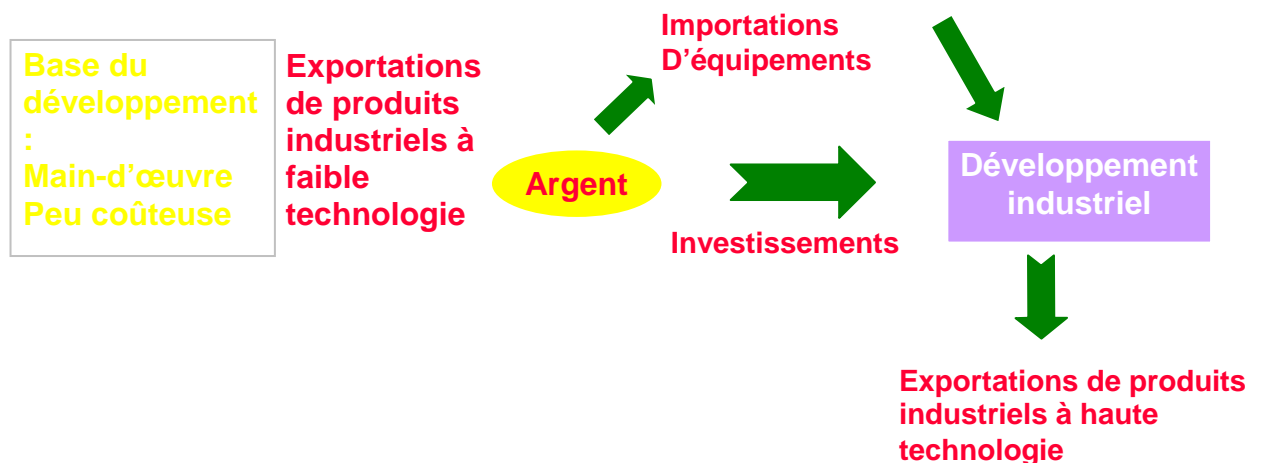 Base du
développement
:
Main-d’œuvre
Peu coûteuse
Exportations
de produits
industriels à
faible
technologie
Argent
Importations
D’équipements
Investissements
Développement
industriel
Exportations de produits
industriels à haute
technologie